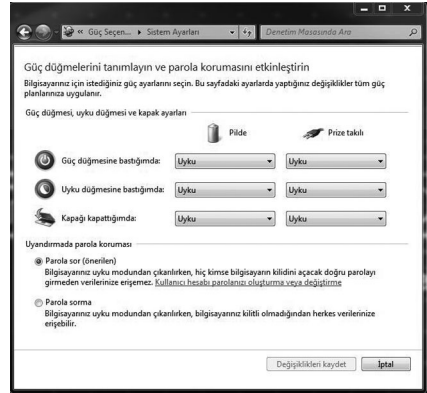 « Güç Seçen... ▸ Sistem Ayarları
Denetim Masasında Ara
Güç düğmelerini tanımlayın ve parola korumasını etkinleştirin
Bilgisayarınız için istediğiniz güç ayarlarını seçin. Bu sayfadaki ayarlarda yaptığınız değişiklikler tüm güç
planlarınıza uygulanır.
Güç düğmesi, uyku düğmesi ve kapak ayarları
Pilde Prize takılı
Güç düğmesine bastığımda: Uyku Uyku
Uyku düğmesine bastığımda: Uyku Uyku
Kapağı kapattığımda: Uyku Uyku
Uyandırmada parola koruması
Parola sor (önerilen)
Bilgisayarınız uyku modundan çıkarılırken, hiç kimse bilgisayarın kilidini açacak doğru parolayı
girmeden verilerinize erişemez. Kullanıcı hesabı parolanızı oluşturma veya değiştirme
Parola sorma
Bilgisayarınız uyku modundan çıkarılırken, bilgisayarınız kilitli olmadığından herkes verilerinize
erişebilir.
Değişiklikleri kaydet İptal